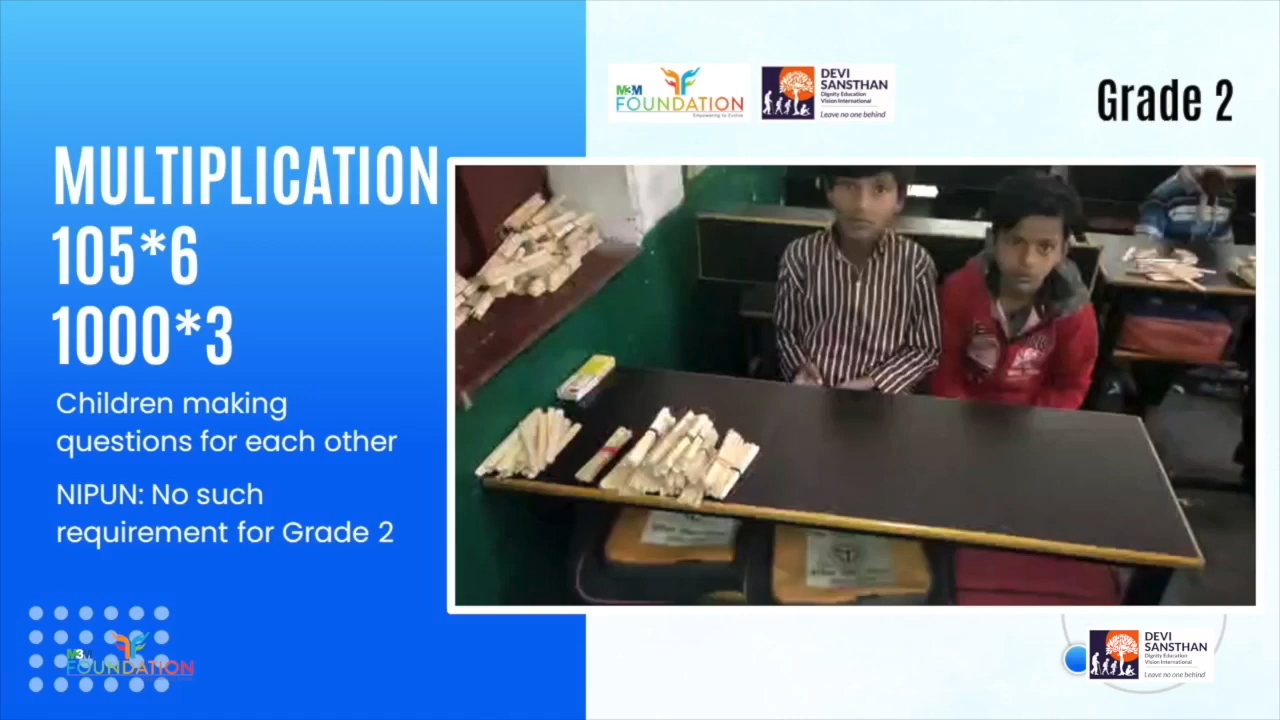 M3M
FOUNDATION
Empowering to Evolve
DEVI
SANSTHAN
Dignity Education
Vision International
Leave no one behind
Grade 2
MULTIPLICATION
105*6
1000*3
Children making
questions for each other
NIPUN: No such
requirement for Grade 2
M3M
FOUNDATION
DEVI
SANSTHAN
Dignity Education
Vision International
Leave no one behind